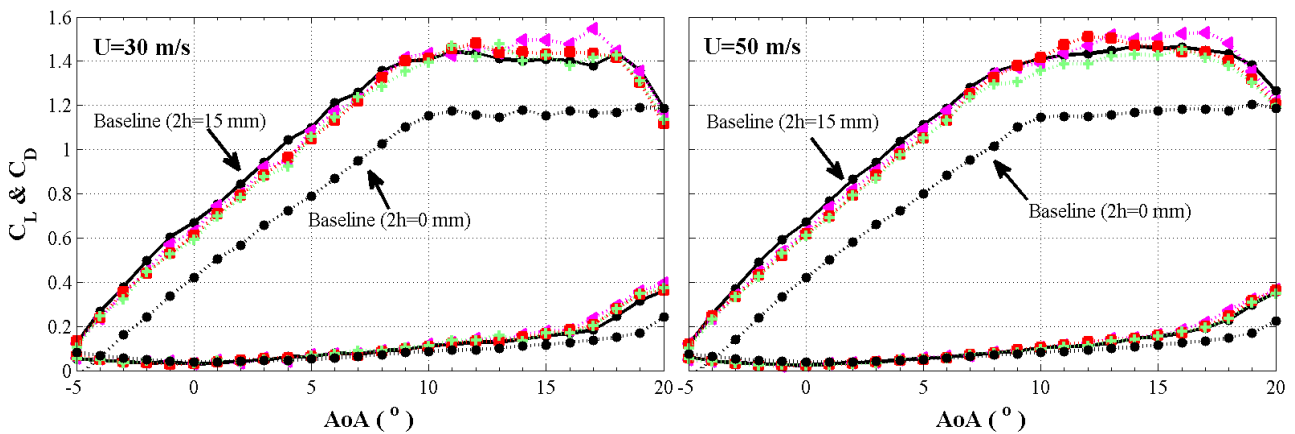 U=30 m/s
U=50 m/s
C_L & C_D
1.6
1.4
1.2
1
0.8
0.6
0.4
0.2
0
Baseline (2h=15 mm)
Baseline (2h=0 mm)
Baseline (2h=15 mm)
Baseline (2h=0 mm)
-5 0 5 10 15 20
-5 0 5 10 15 20
AoA ( ° )
AoA ( ° )